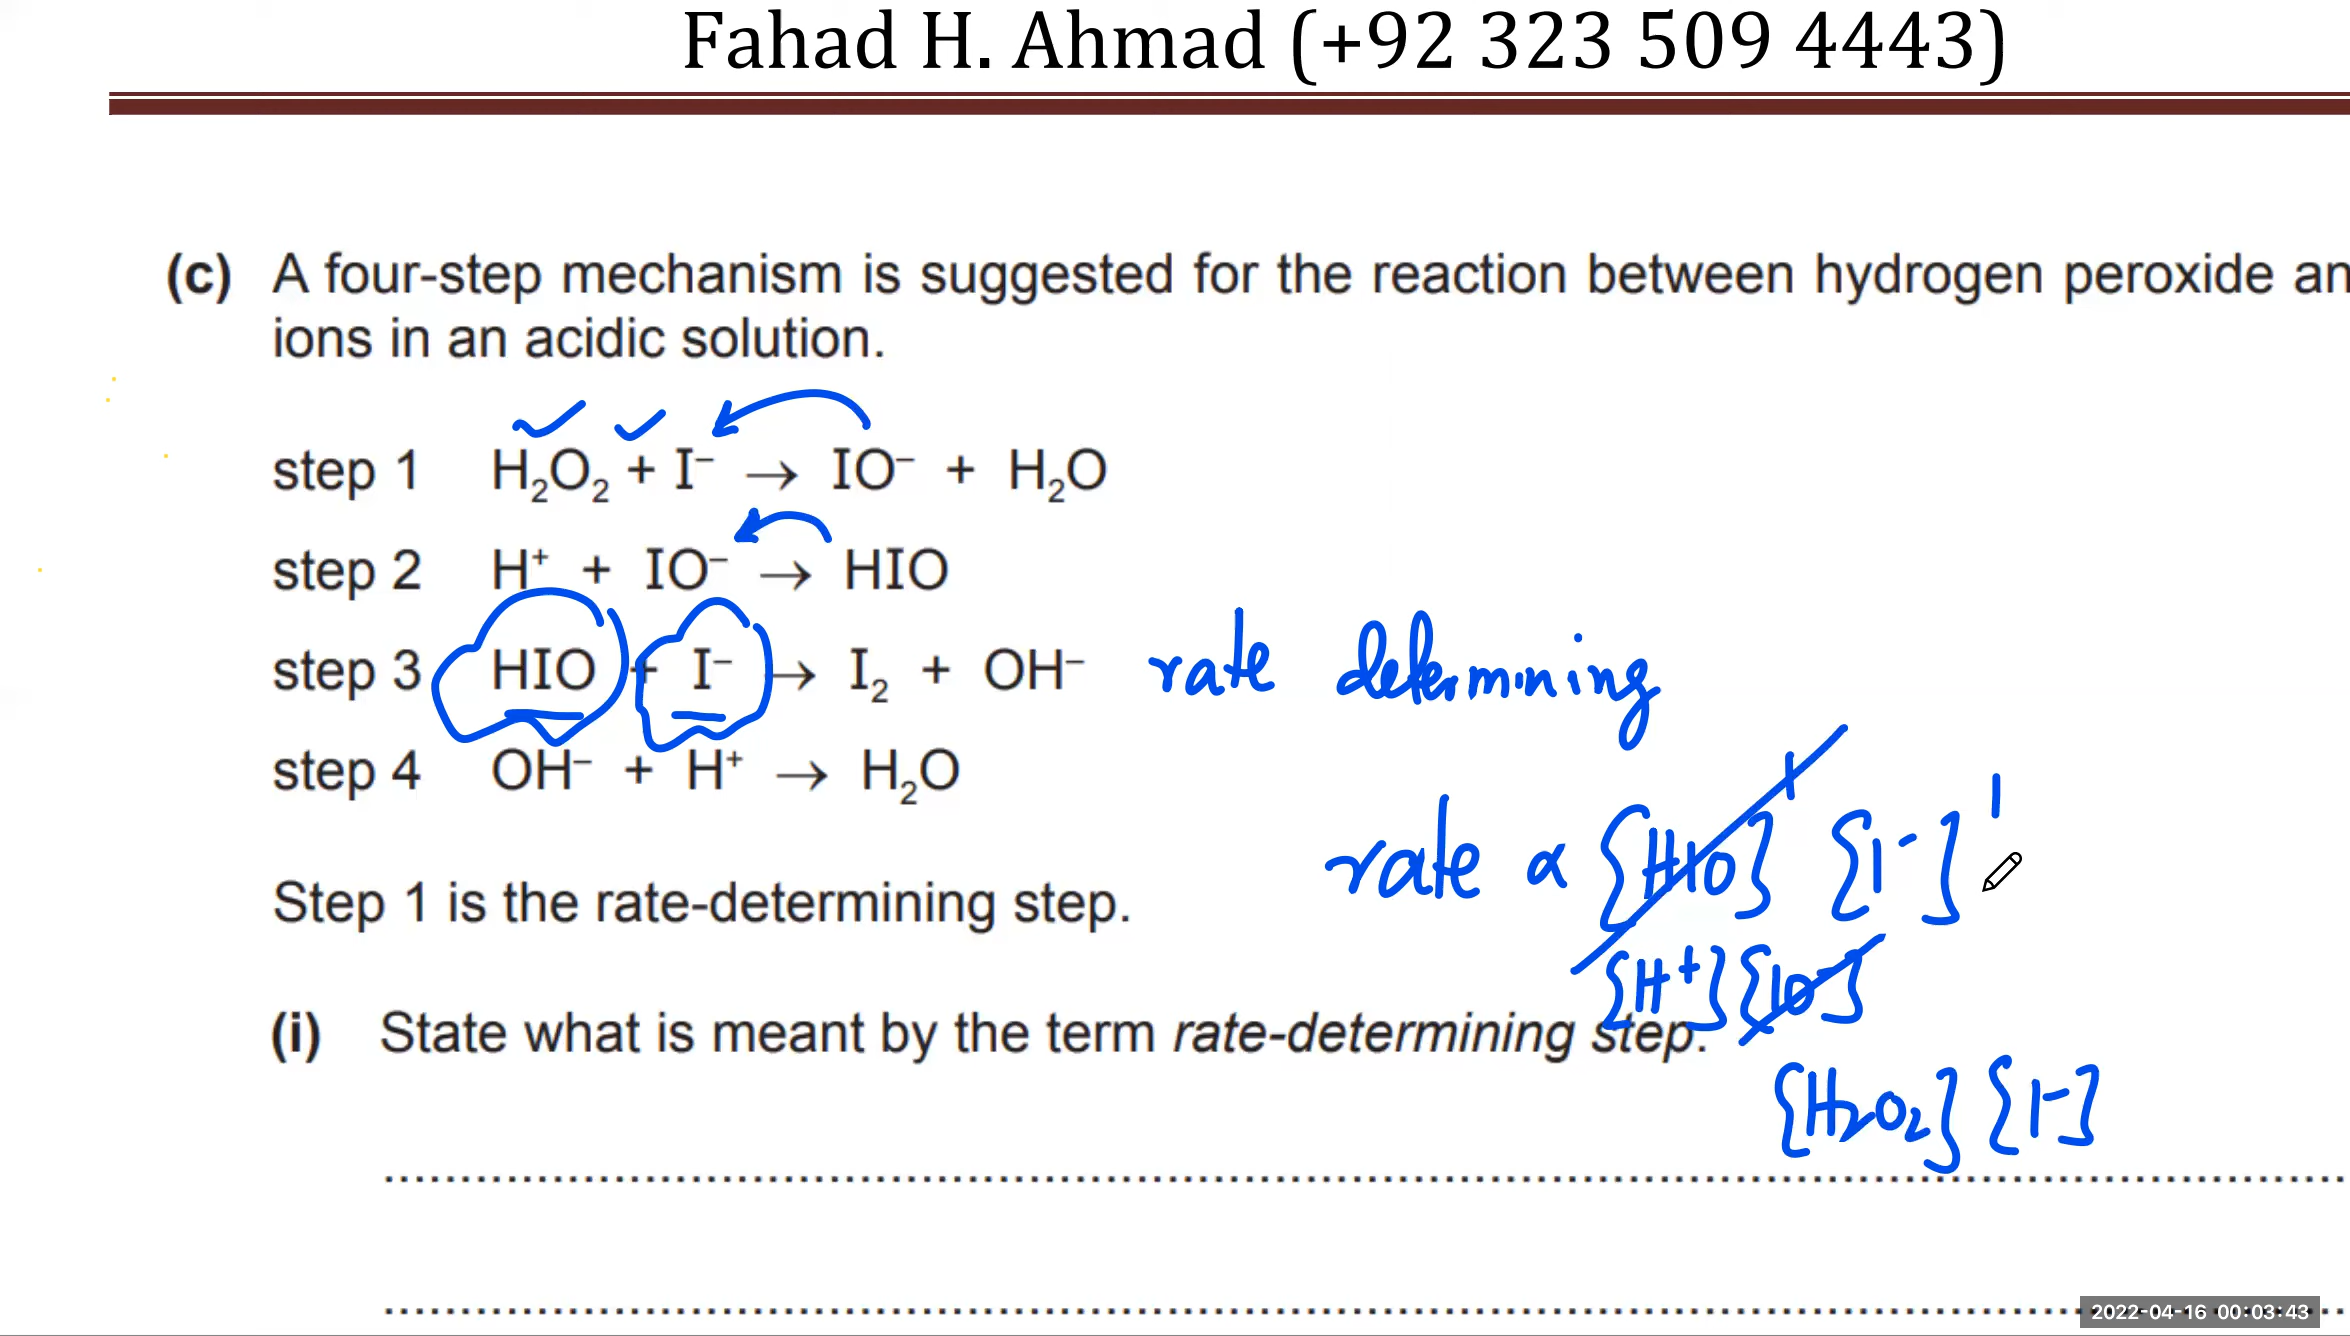 Fahad H. Ahmad (+92 323 509 4443)
(c) A four-step mechanism is suggested for the reaction between hydrogen peroxide an
ions in an acidic solution.
step 1 H₂O₂ + I⁻ → IO⁻ + H₂O
step 2 H⁺ + IO⁻ → HIO
step 3 HIO + I⁻ → I₂ + OH⁻ rate determining
step 4 OH⁻ + H⁺ → H₂O
rate ∝ [HIO]¹ [I⁻]¹
Step 1 is the rate-determining step.
[H⁺] [IO⁻]
(i) State what is meant by the term rate-determining step.
[H₂O₂] [I⁻]
2022-04-16 00:03:43